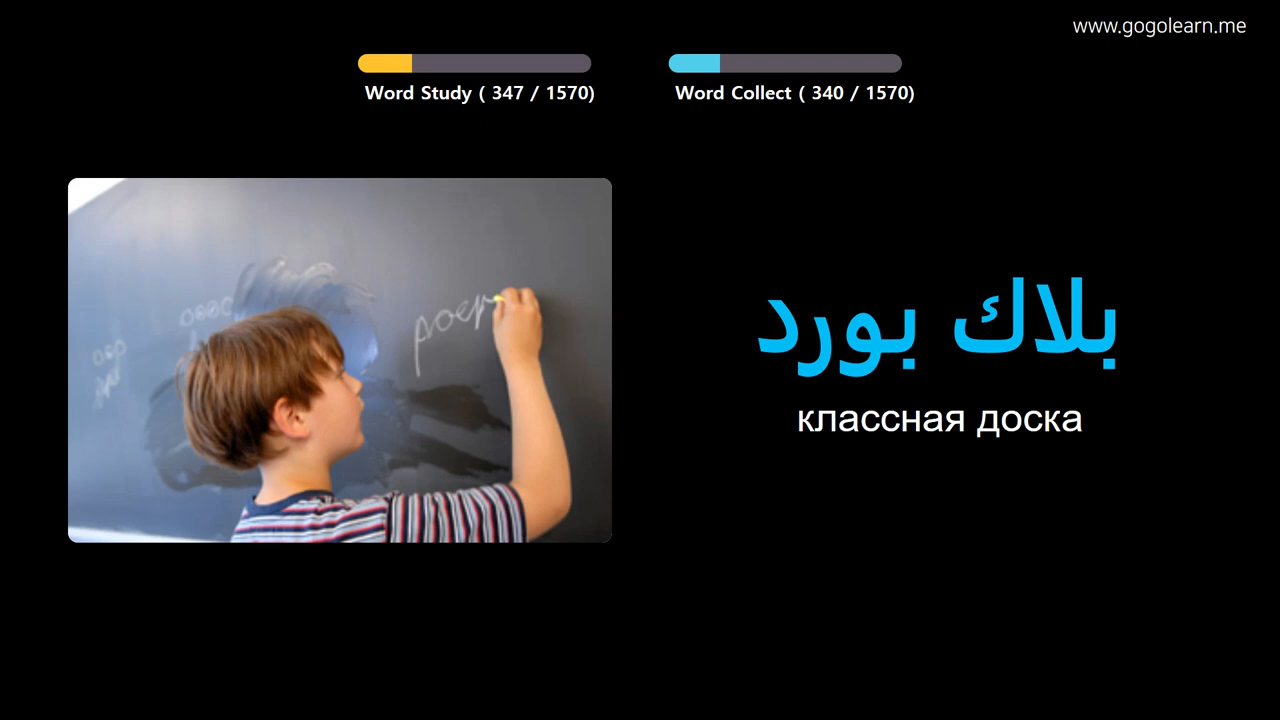 www.gogolearn.me
Word Study ( 347 / 1570)
Word Collect ( 340 / 1570)
بلاك بورد
классная доска